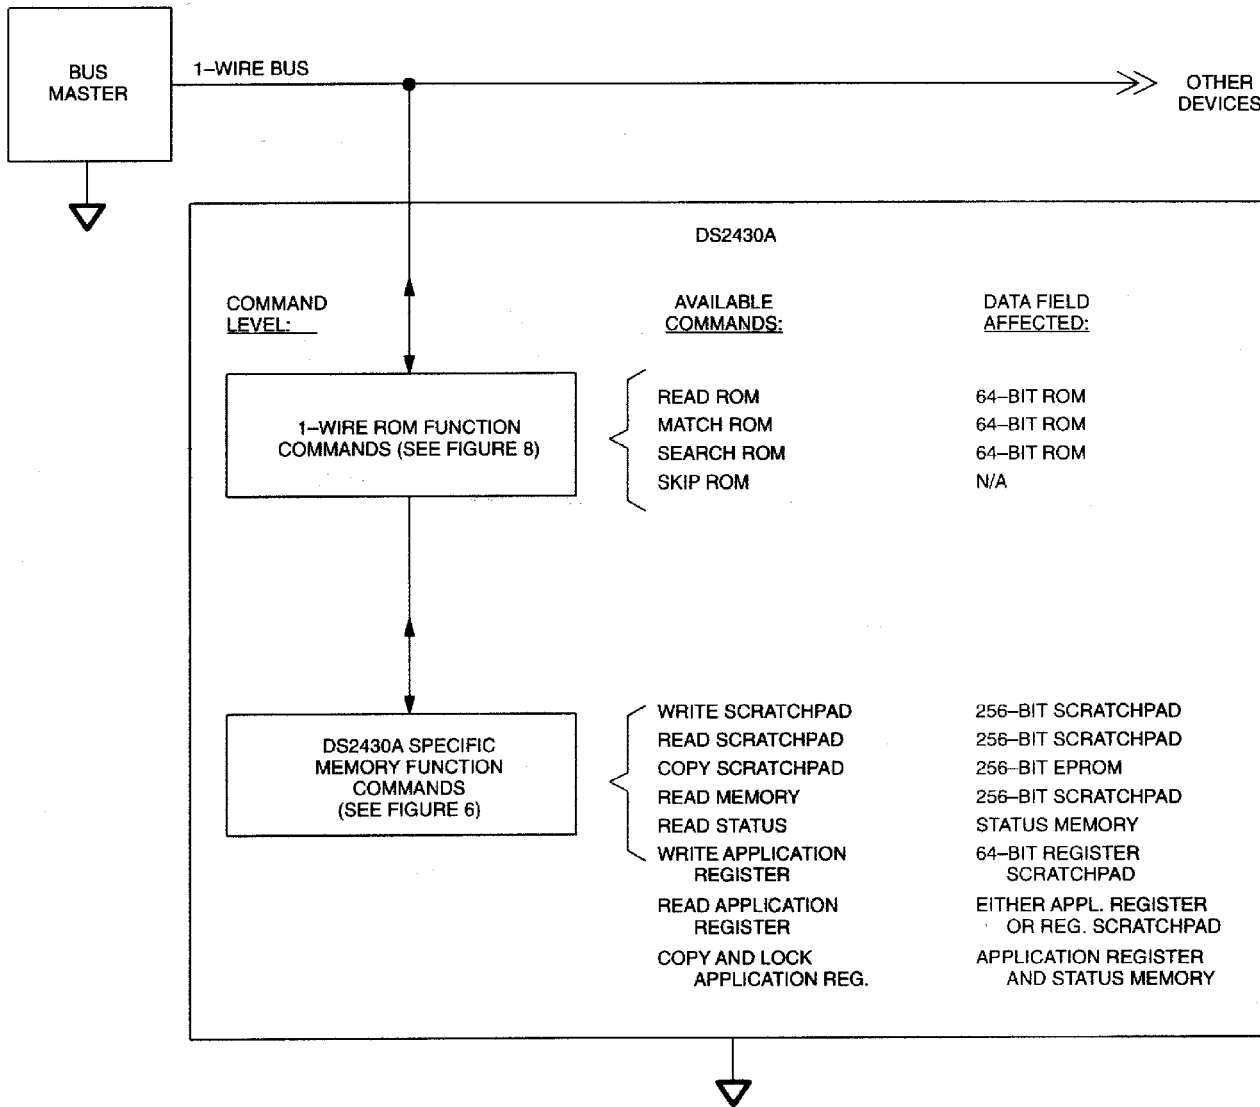 BUS
MASTER
1–WIRE BUS
OTHER
DEVICES
DS2430A
COMMAND
LEVEL:
AVAILABLE
COMMANDS:
DATA FIELD
AFFECTED:
1–WIRE ROM FUNCTION
COMMANDS (SEE FIGURE 8)
READ ROM 64–BIT ROM
MATCH ROM 64–BIT ROM
SEARCH ROM 64–BIT ROM
SKIP ROM N/A
DS2430A SPECIFIC
MEMORY FUNCTION
COMMANDS
(SEE FIGURE 6)
WRITE SCRATCHPAD 256–BIT SCRATCHPAD
READ SCRATCHPAD 256–BIT SCRATCHPAD
COPY SCRATCHPAD 256–BIT EPROM
READ MEMORY 256–BIT SCRATCHPAD
READ STATUS STATUS MEMORY
WRITE APPLICATION 64–BIT REGISTER
REGISTER SCRATCHPAD
READ APPLICATION EITHER APPL. REGISTER
REGISTER OR REG. SCRATCHPAD
COPY AND LOCK APPLICATION REGISTER
APPLICATION REG. AND STATUS MEMORY